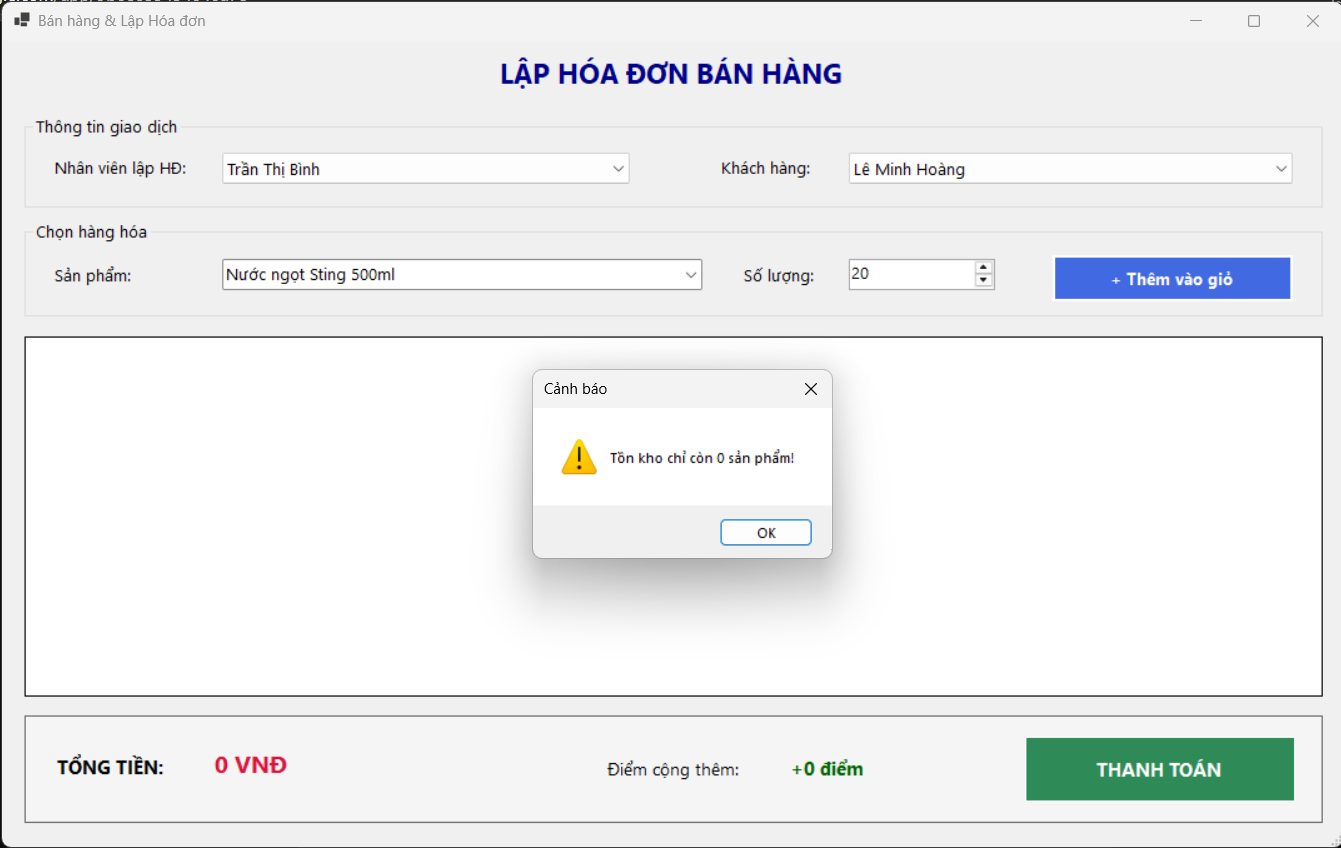 Bán hàng & Lập Hóa đơn
LẬP HÓA ĐƠN BÁN HÀNG
Thông tin giao dịch
Nhân viên lập HĐ: Trần Thị Bình Khách hàng: Lê Minh Hoàng
Chọn hàng hóa
Sản phẩm: Nước ngọt Sting 500ml Số lượng: 20 + Thêm vào giỏ
Cảnh báo
Tồn kho chỉ còn 0 sản phẩm!
OK
TỔNG TIỀN: 0 VNĐ Điểm cộng thêm: +0 điểm THANH TOÁN